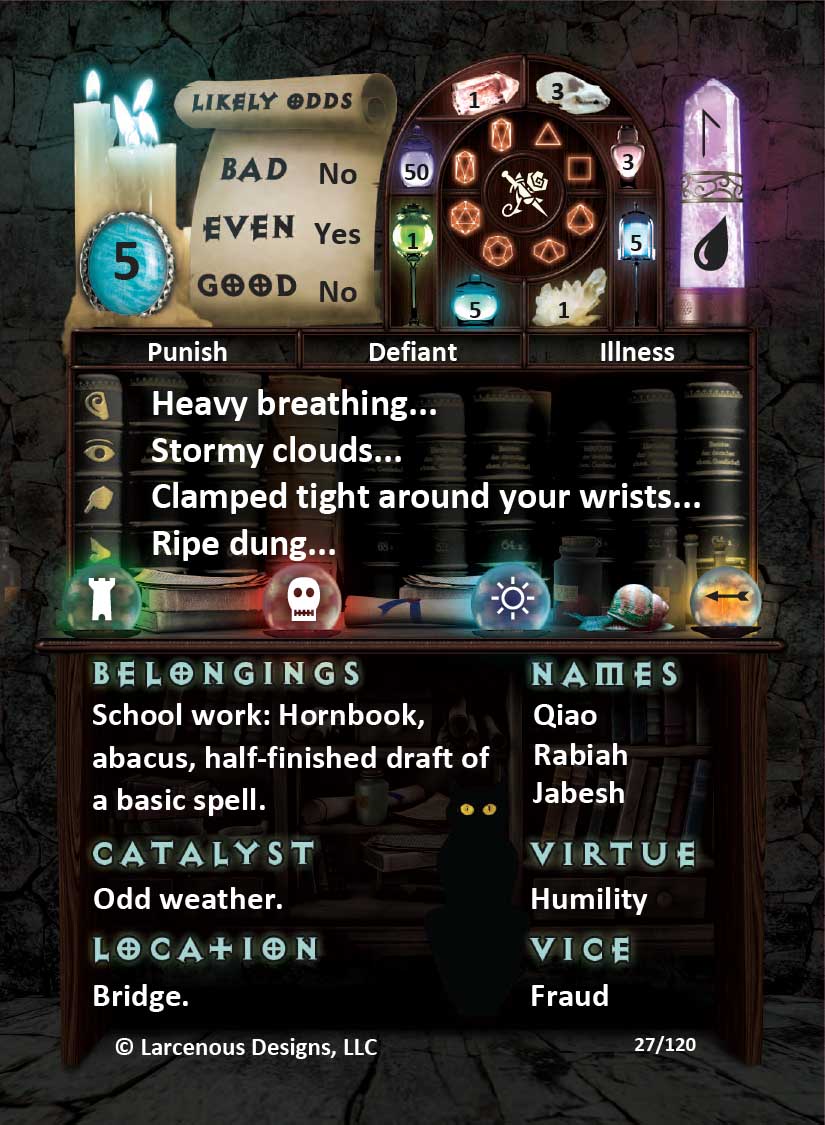 LIKELY ODDS
BAD No
EVEN Yes
GOOD No
5
1
3
50
3
1
5
5
1
ᚳ
Punish Defiant Illness
Heavy breathing...
Stormy clouds...
Clamped tight around your wrists...
Ripe dung...
BELONGINGS
School work: Hornbook,
abacus, half-finished draft of
a basic spell.
NAMES
Qiao
Rabiah
Jabesh
CATALYST
Odd weather.
VIRTUE
Humility
LOCATION
Bridge.
VICE
Fraud
© Larcenous Designs, LLC
27/120